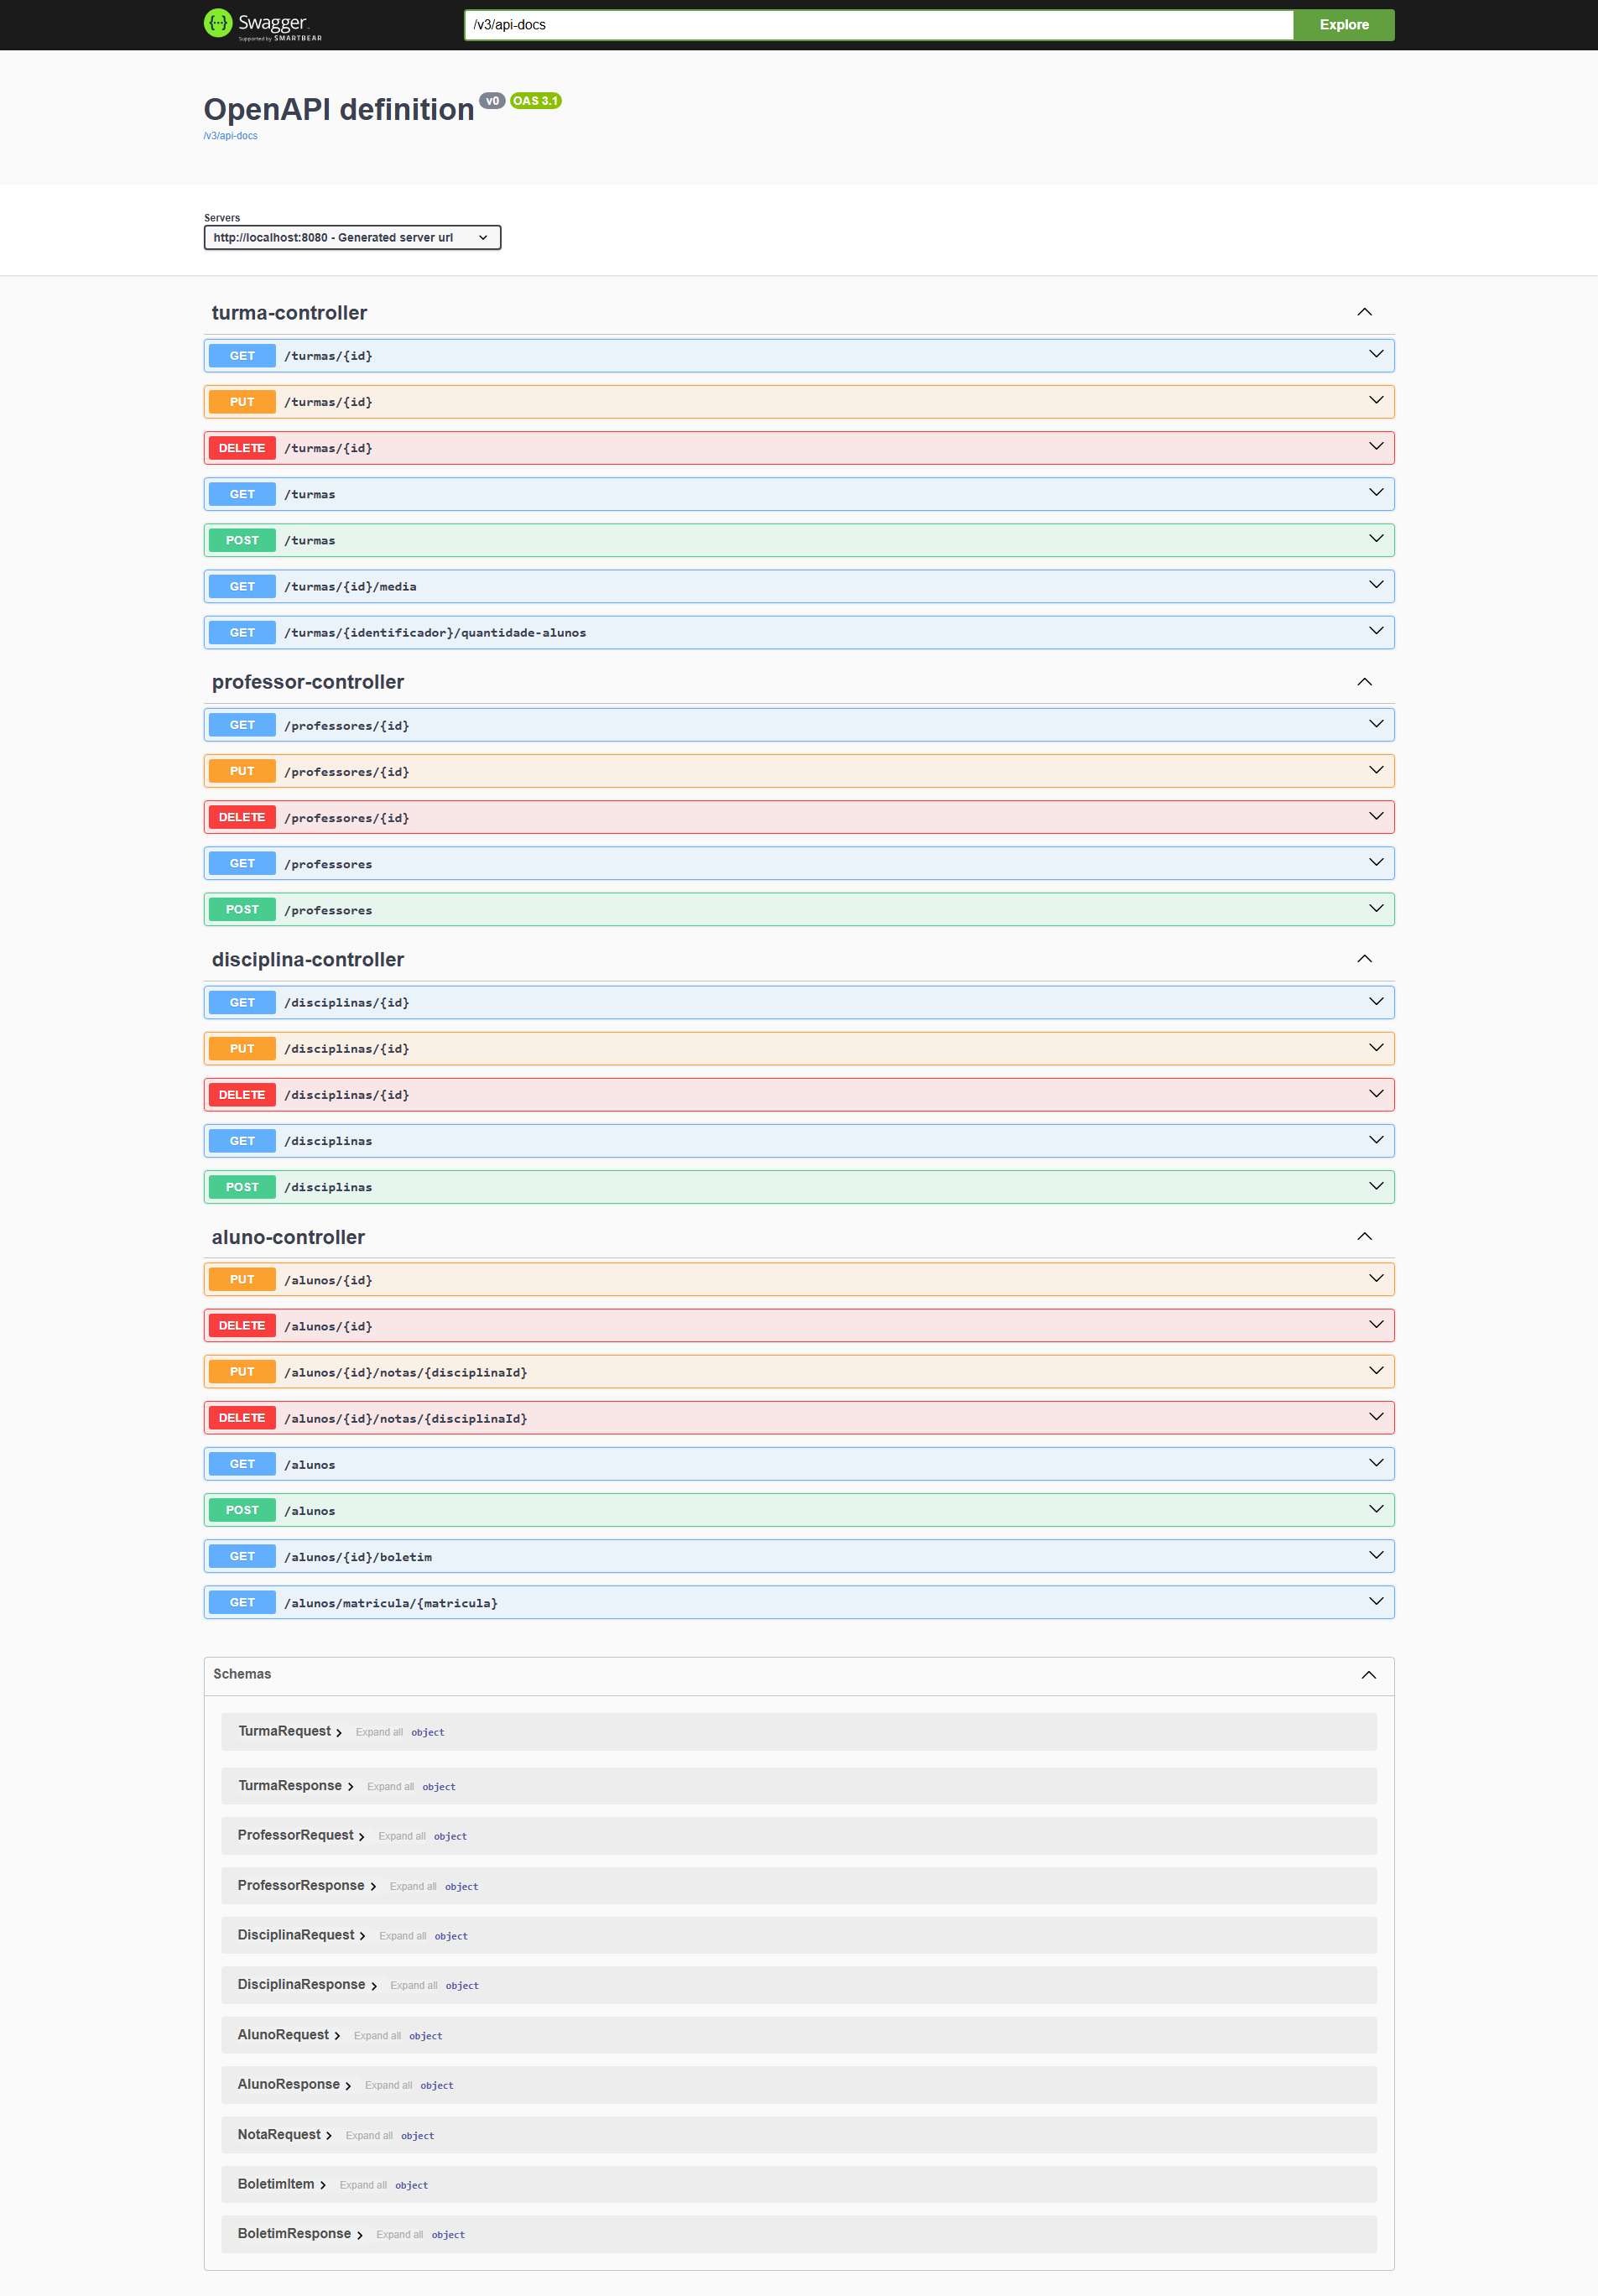 Swagger.
Supported by SMARTBEAR
/v3/api-docs
Explore
OpenAPI definition v0 OAS 3.1
/v3/api-docs
Servers
http://localhost:8080 - Generated server url
turma-controller
GET /turmas/{id}
PUT /turmas/{id}
DELETE /turmas/{id}
GET /turmas
POST /turmas
GET /turmas/{id}/media
GET /turmas/{identificador}/quantidade-alunos
professor-controller
GET /professores/{id}
PUT /professores/{id}
DELETE /professores/{id}
GET /professores
POST /professores
disciplina-controller
GET /disciplinas/{id}
PUT /disciplinas/{id}
DELETE /disciplinas/{id}
GET /disciplinas
POST /disciplinas
aluno-controller
PUT /alunos/{id}
DELETE /alunos/{id}
PUT /alunos/{id}/notas/{disciplinaId}
DELETE /alunos/{id}/notas/{disciplinaId}
GET /alunos
POST /alunos
GET /alunos/{id}/boletim
GET /alunos/matricula/{matricula}
Schemas
TurmaRequest Expand all object
TurmaResponse Expand all object
ProfessorRequest Expand all object
ProfessorResponse Expand all object
DisciplinaRequest Expand all object
DisciplinaResponse Expand all object
AlunoRequest Expand all object
AlunoResponse Expand all object
NotaRequest Expand all object
BoletimItem Expand all object
BoletimResponse Expand all object